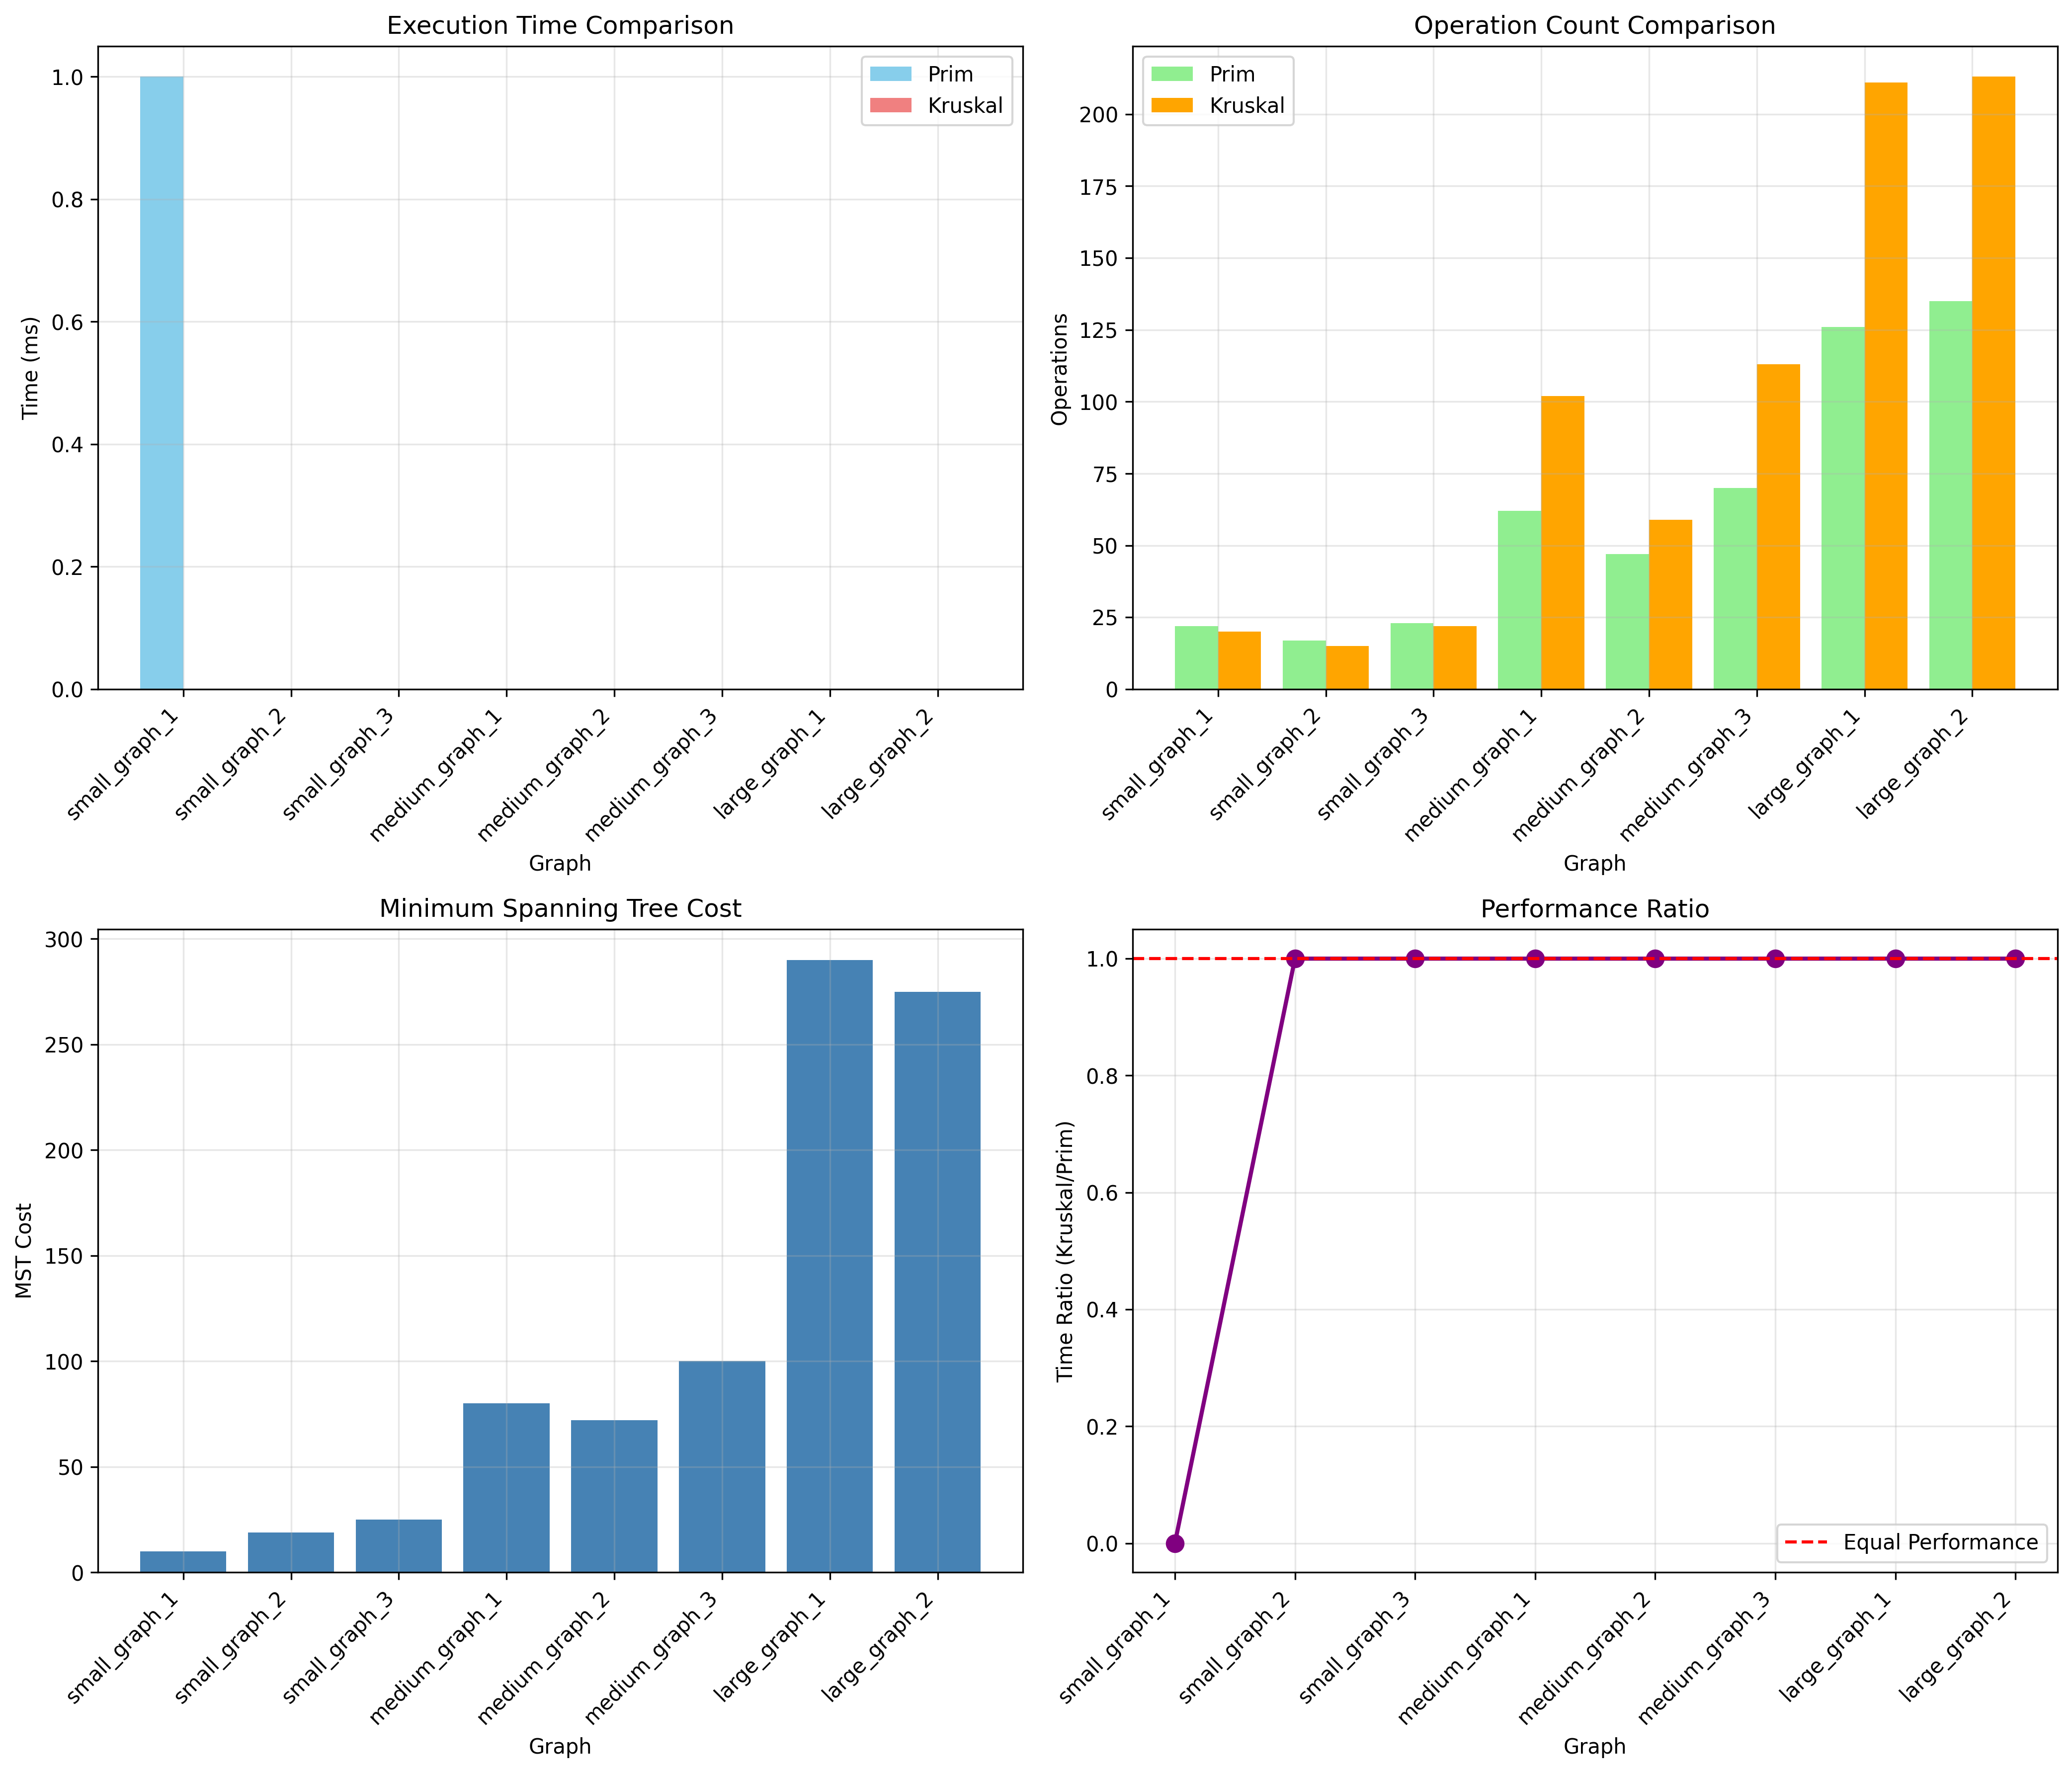 Execution Time Comparison
Time (ms)
1.0
0.8
0.6
0.4
0.2
0.0
Prim
Kruskal
small_graph_1
small_graph_2
small_graph_3
medium_graph_1
medium_graph_2
medium_graph_3
large_graph_1
large_graph_2
Graph
Operation Count Comparison
Operations
200
175
150
125
100
75
50
25
0
Prim
Kruskal
small_graph_1
small_graph_2
small_graph_3
medium_graph_1
medium_graph_2
medium_graph_3
large_graph_1
large_graph_2
Graph
Minimum Spanning Tree Cost
MST Cost
300
250
200
150
100
50
0
small_graph_1
small_graph_2
small_graph_3
medium_graph_1
medium_graph_2
medium_graph_3
large_graph_1
large_graph_2
Graph
Performance Ratio
Time Ratio (Kruskal/Prim)
1.0
0.8
0.6
0.4
0.2
0.0
Equal Performance
small_graph_1
small_graph_2
small_graph_3
medium_graph_1
medium_graph_2
medium_graph_3
large_graph_1
large_graph_2
Graph